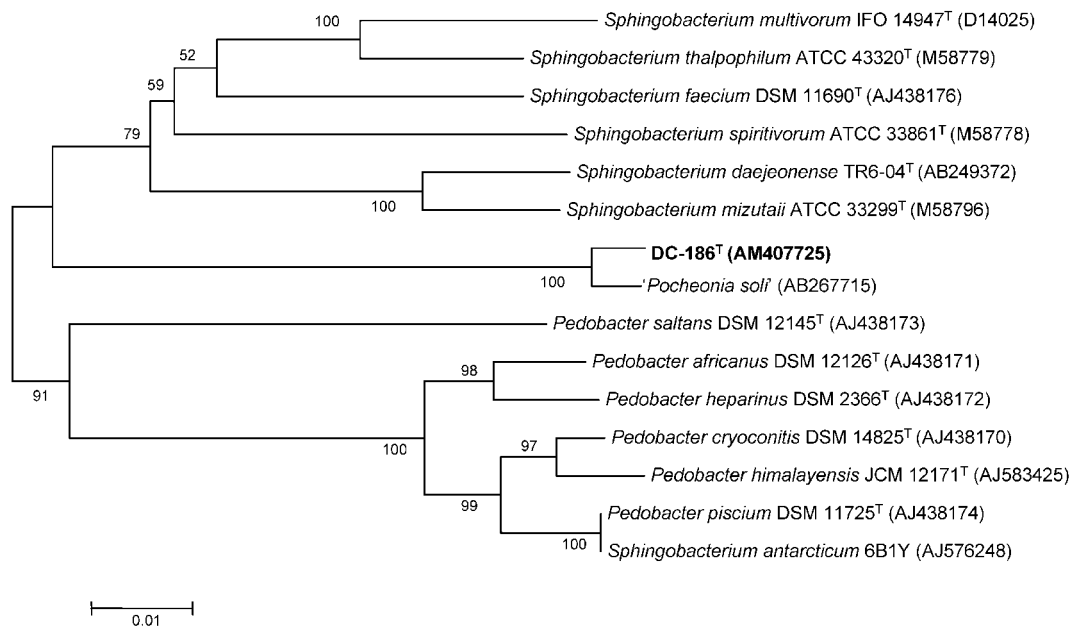 100
Sphingobacterium multivorum IFO 14947ᵀ (D14025)
52
Sphingobacterium thalpophilum ATCC 43320ᵀ (M58779)
59
Sphingobacterium faecium DSM 11690ᵀ (AJ438176)
79
Sphingobacterium spiritivorum ATCC 33861ᵀ (M58778)
Sphingobacterium daejeonense TR6-04ᵀ (AB249372)
100
Sphingobacterium mizutaii ATCC 33299ᵀ (M58796)
DC-186ᵀ (AM407725)
100
'Pocheonia soli' (AB267715)
Pedobacter saltans DSM 12145ᵀ (AJ438173)
91
98
Pedobacter africanus DSM 12126ᵀ (AJ438171)
Pedobacter heparinus DSM 2366ᵀ (AJ438172)
100
97
Pedobacter cryoconitis DSM 14825ᵀ (AJ438170)
Pedobacter himalayensis JCM 12171ᵀ (AJ583425)
99
Pedobacter piscium DSM 11725ᵀ (AJ438174)
100
Sphingobacterium antarcticum 6B1Y (AJ576248)
0.01